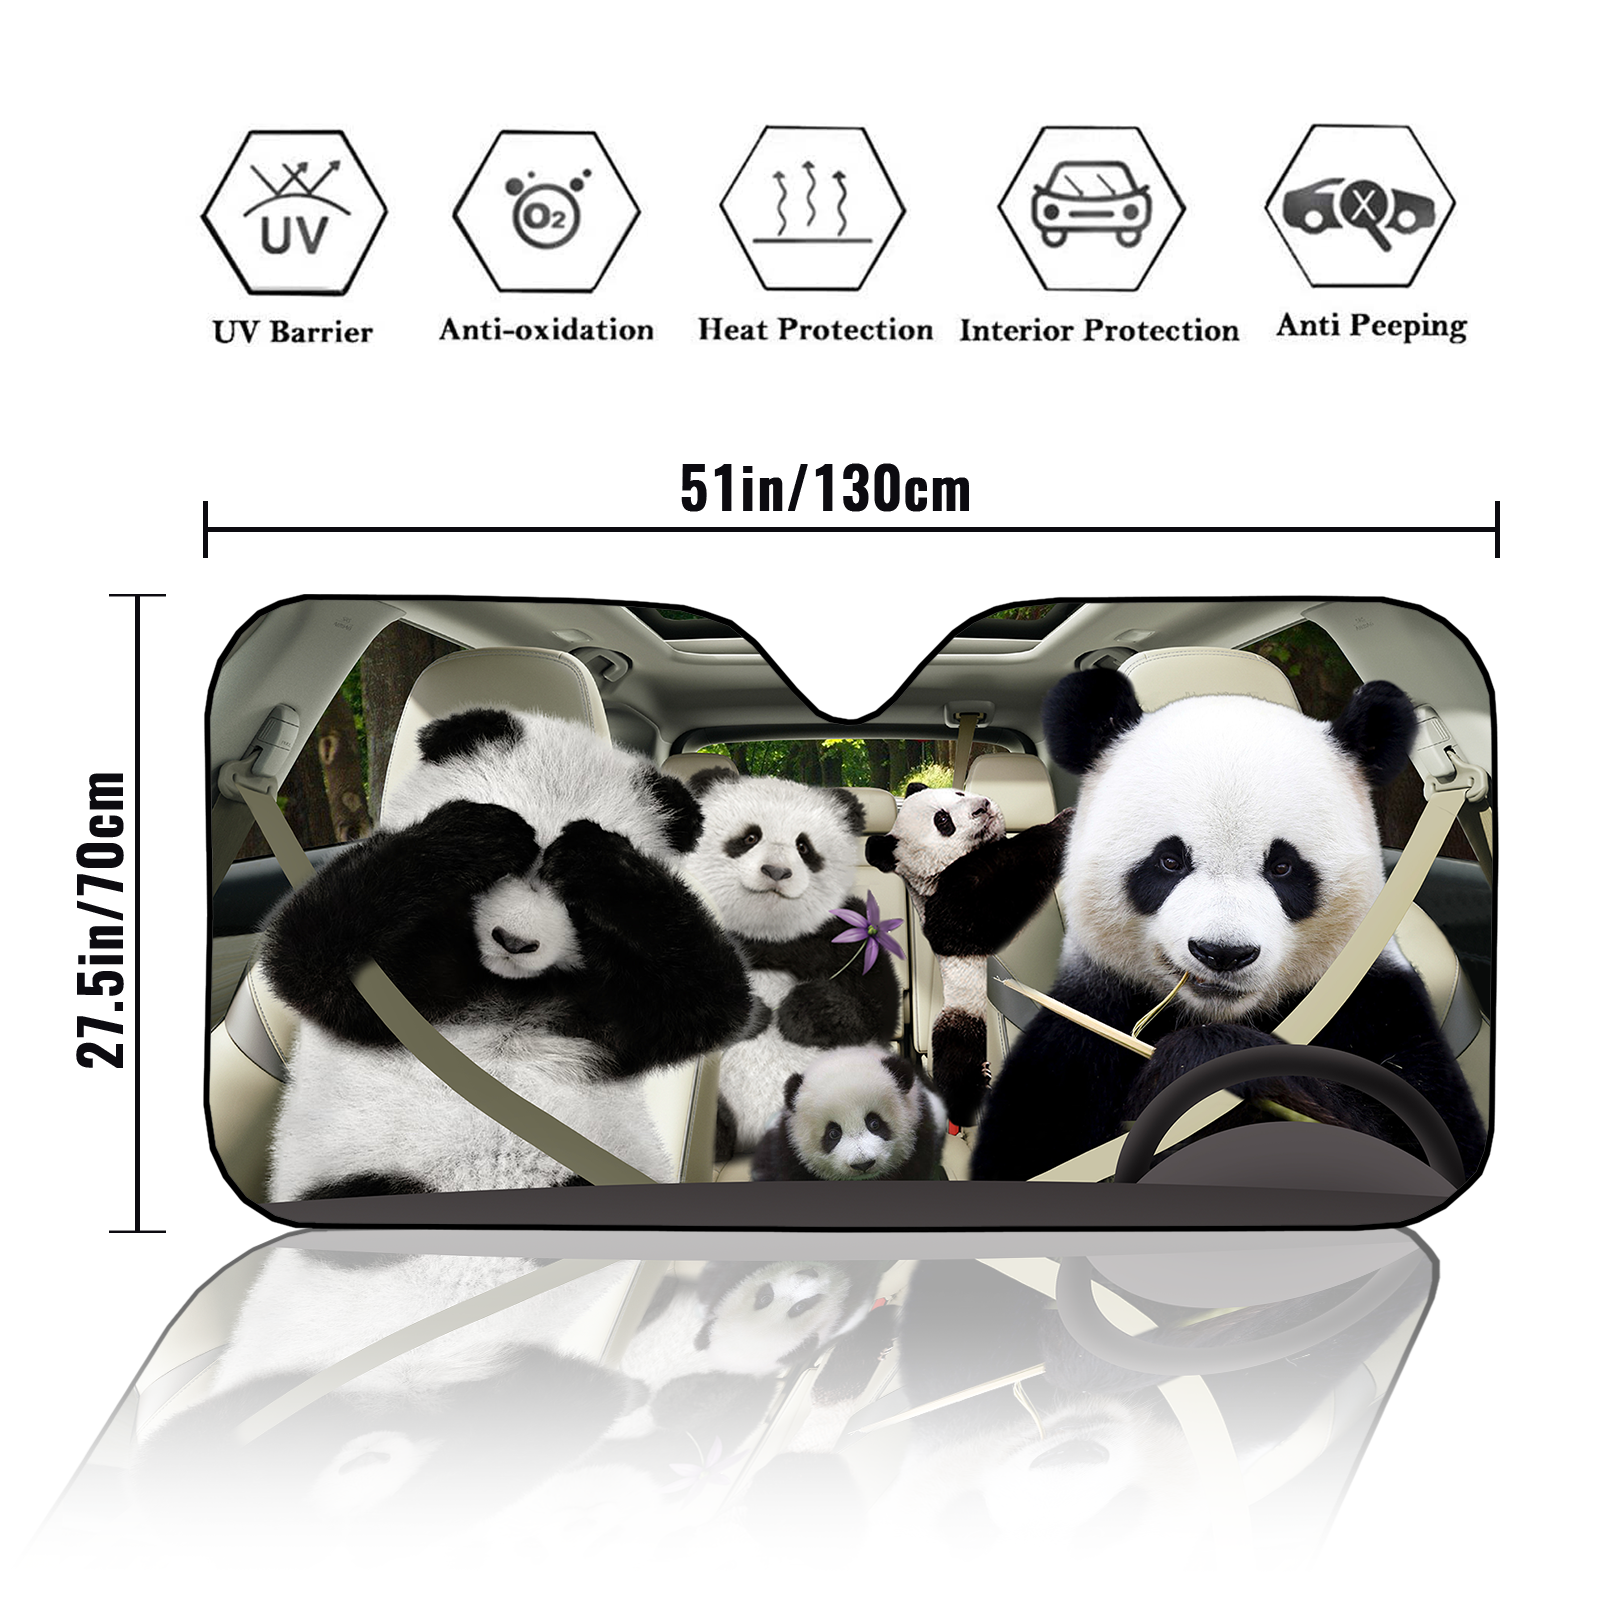 UV
O2
X
UV Barrier
Anti-oxidation
Heat Protection
Interior Protection
Anti Peeping
51in/130cm
27.5in/70cm